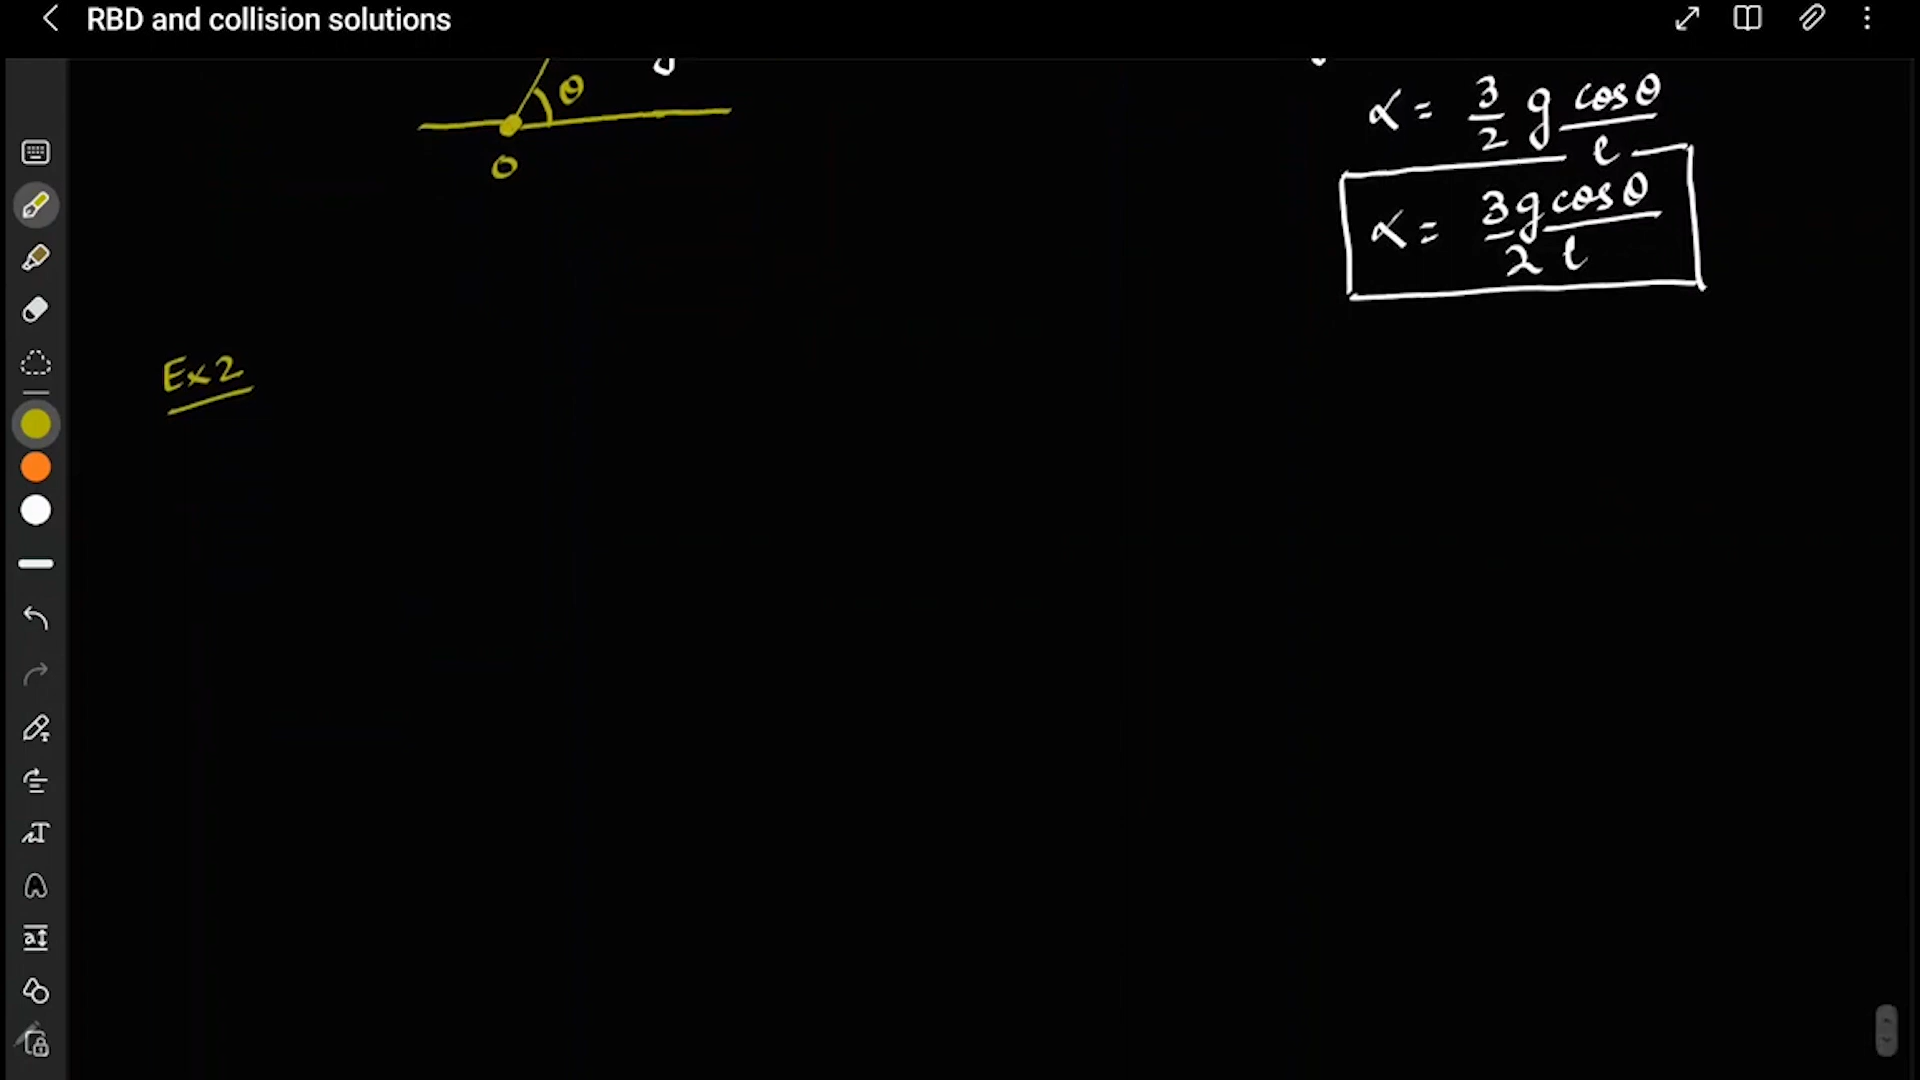 RBD and collision solutions
θ
O
α = 3/2 g cosθ/l
α = 3g cosθ/2l
Ex 2